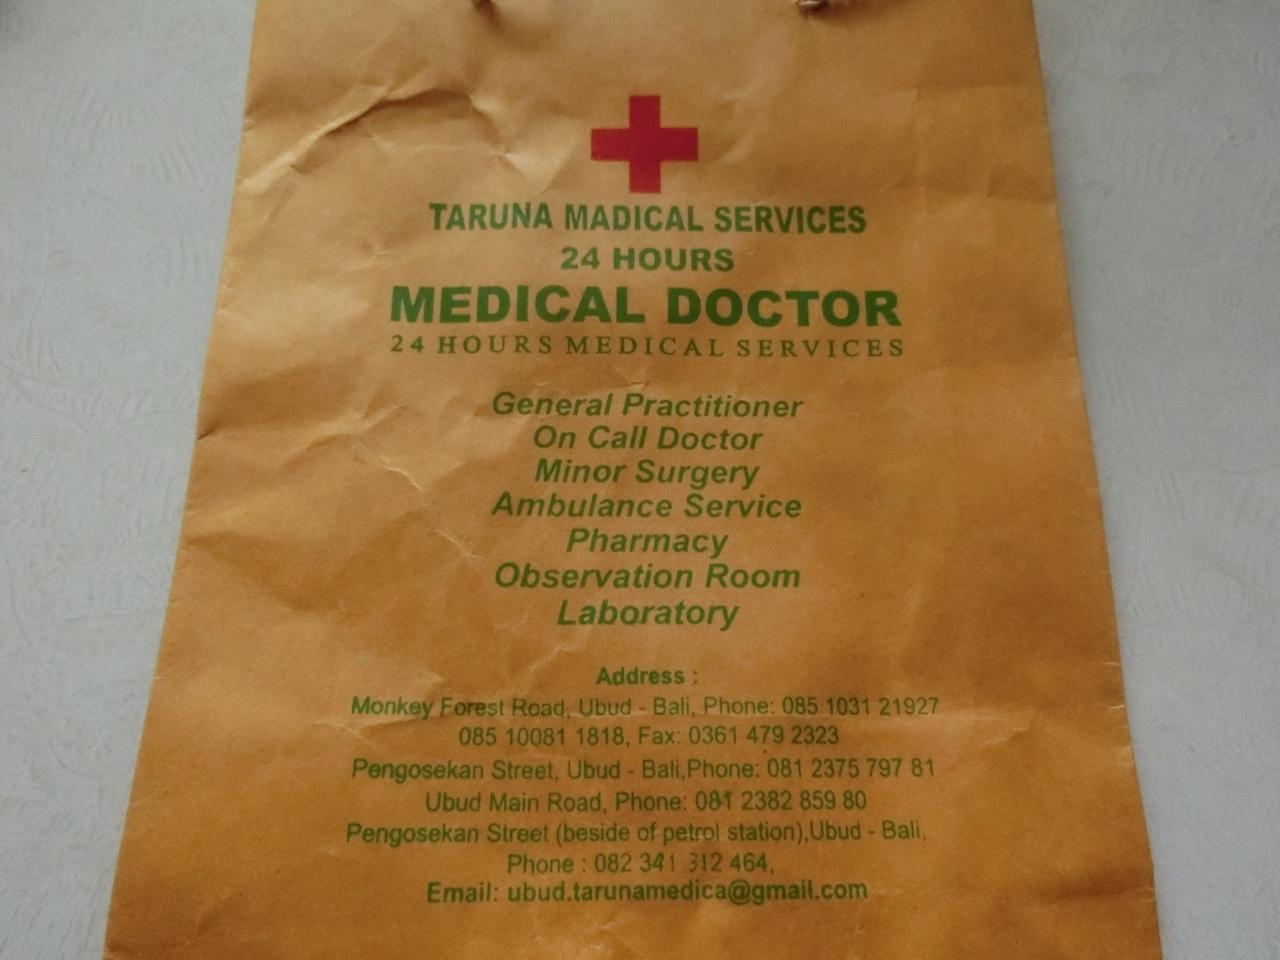 TARUNA MADICAL SERVICES
24 HOURS
MEDICAL DOCTOR
24 HOURS MEDICAL SERVICES
General Practitioner
On Call Doctor
Minor Surgery
Ambulance Service
Pharmacy
Observation Room
Laboratory
Address :
Monkey Forest Road, Ubud - Bali, Phone: 085 1031 21927
085 10081 1818, Fax: 0361 479 2323
Pengosekan Street, Ubud - Bali,Phone: 081 2375 797 81
Ubud Main Road, Phone: 081 2382 859 80
Pengosekan Street (beside of petrol station),Ubud - Bali,
Phone : 082 341 312 464,
Email: ubud.tarunamedica@gmail.com